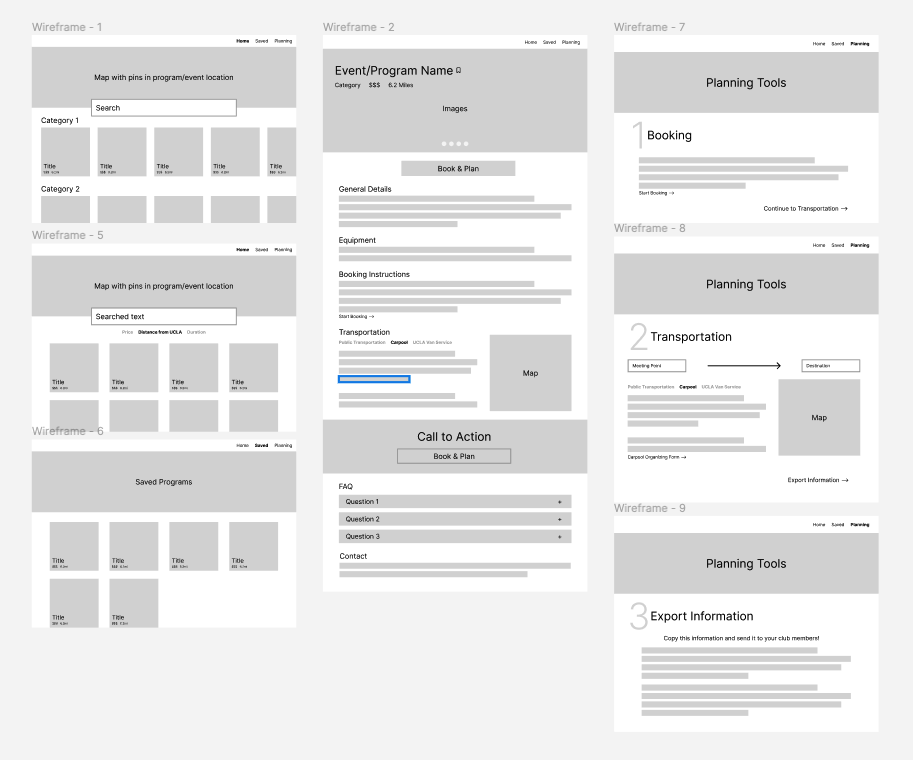 Wireframe - 1
Home Saved Planning
Map with pins in program/event location
Search
Category 1
Title Title Title Title Title
Category 2
Wireframe - 5
Home Saved Planning
Map with pins in program/event location
Searched text
Price Distance from UCLA Duration
Title Title Title Title
Wireframe - 6
Home Saved Planning
Saved Programs
Title Title Title Title
Title Title
Wireframe - 2
Home Saved Planning
Event/Program Name
Category $$$ 6.2 Miles
Images
Book & Plan
General Details
Equipment
Booking Instructions
Start Booking →
Transportation
Public Transportation Carpool UCLA Van Service
Map
Call to Action
Book & Plan
FAQ
Question 1 +
Question 2 +
Question 3 +
Contact
Wireframe - 7
Home Saved Planning
Planning Tools
1 Booking
Start Booking →
Continue to Transportation →
Wireframe - 8
Home Saved Planning
Planning Tools
2 Transportation
Meeting Point Destination
Public Transportation Carpool UCLA Van Service
Map
Carpool Organizing Form →
Export Information →
Wireframe - 9
Home Saved Planning
Planning Tools
3 Export Information
Copy this information and send it to your club members!